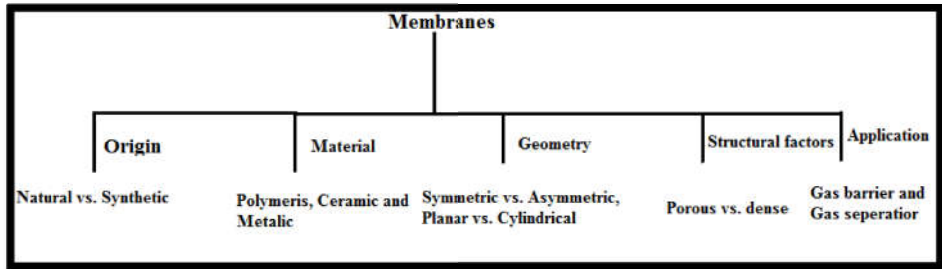 Membranes
Origin
Material
Geometry
Structural factors
Application
Natural vs. Synthetic
Polymeris, Ceramic and
Metalic
Symmetric vs. Asymmetric,
Planar vs. Cylindrical
Porous vs. dense
Gas barrier and
Gas seperatior